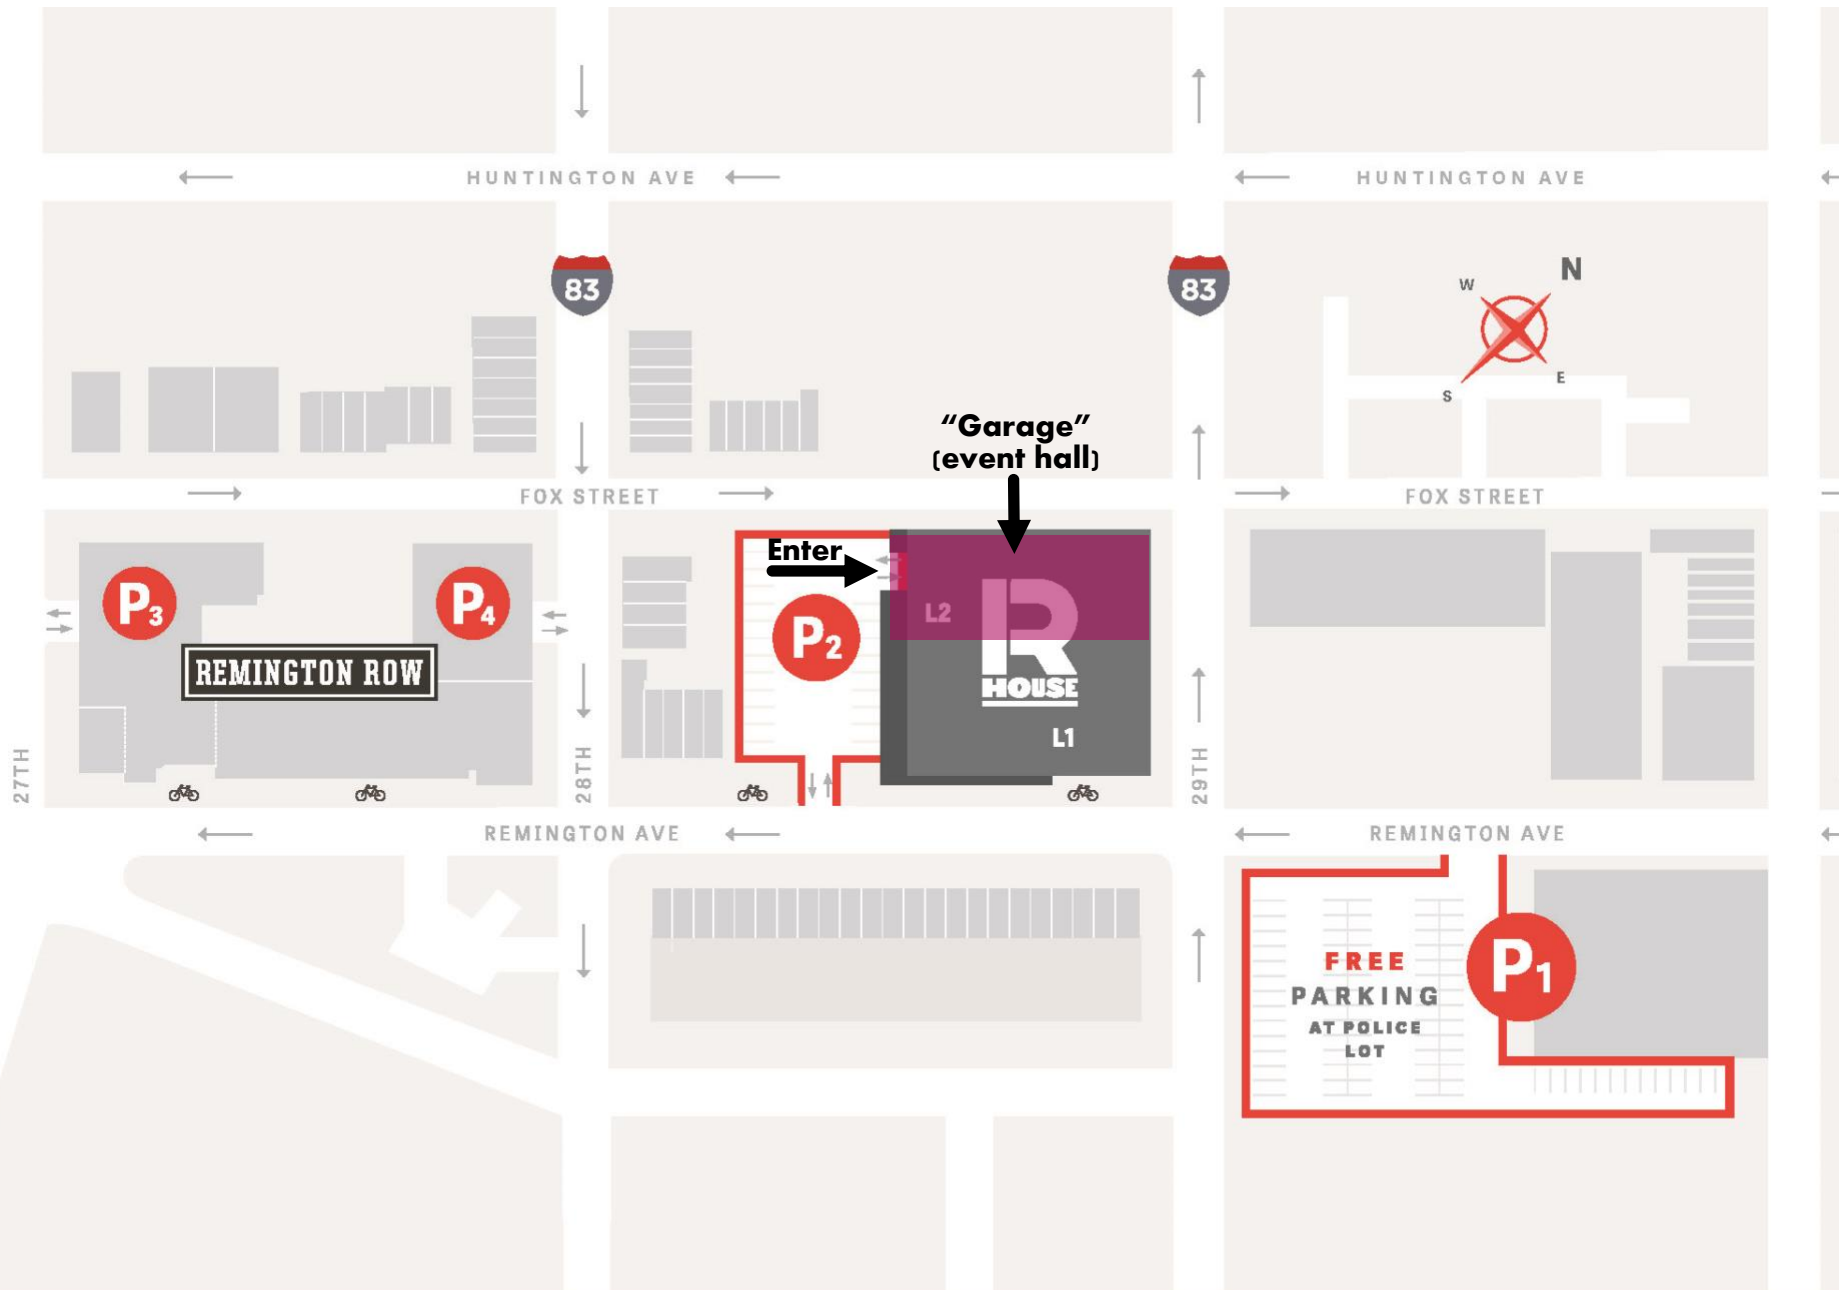 HUNTINGTON AVE
HUNTINGTON AVE
83
83
N
W
E
S
"Garage"
(event hall)
FOX STREET
FOX STREET
Enter
P3
P4
P2
L2
R
HOUSE
L1
REMINGTON ROW
27TH
28TH
29TH
REMINGTON AVE
REMINGTON AVE
FREE
PARKING
AT POLICE
LOT
P1